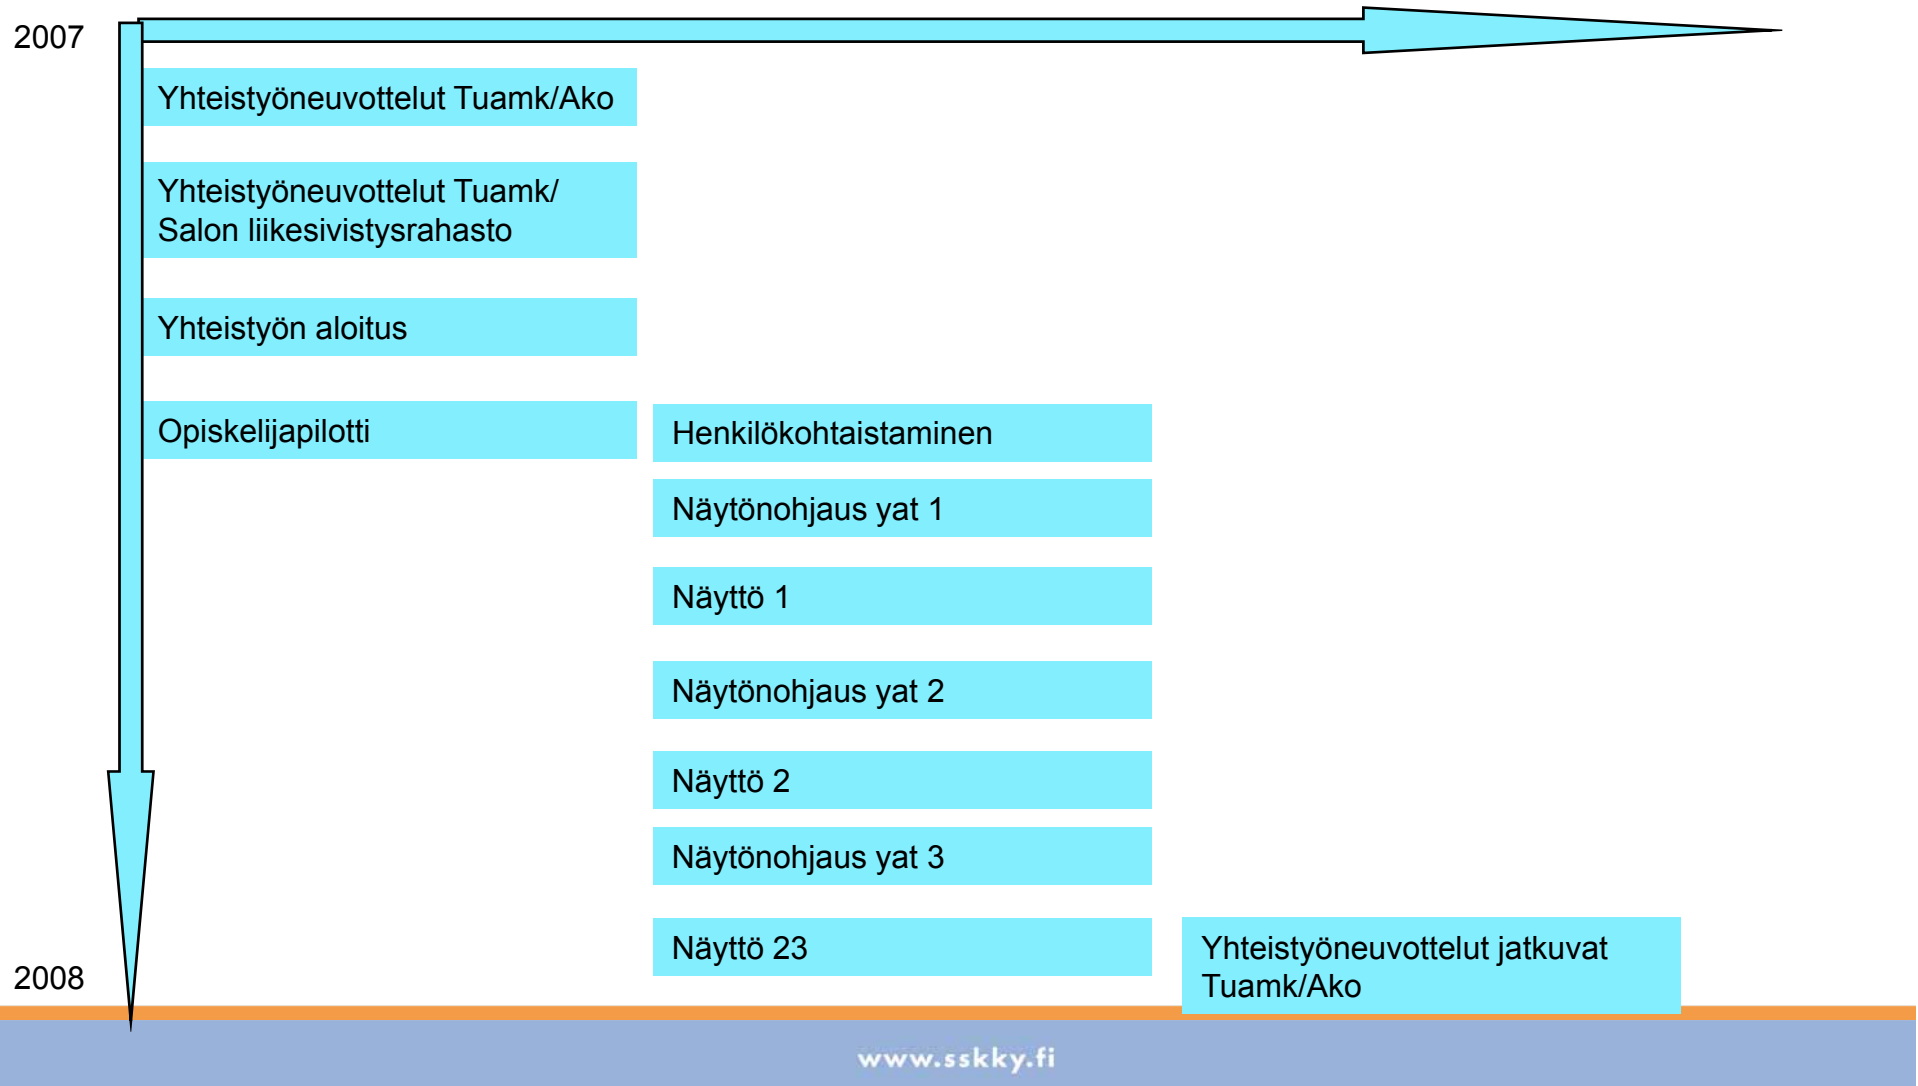 2007
Yhteistyöneuvottelut Tuamk/Ako
Yhteistyöneuvottelut Tuamk/
Salon liikesivistysrahasto
Yhteistyön aloitus
Opiskelijapilotti
Henkilökohtaistaminen
Näytönohjaus yat 1
Näyttö 1
Näytönohjaus yat 2
Näyttö 2
Näytönohjaus yat 3
Näyttö 23
Yhteistyöneuvottelut jatkuvat
Tuamk/Ako
2008
www.sskky.fi